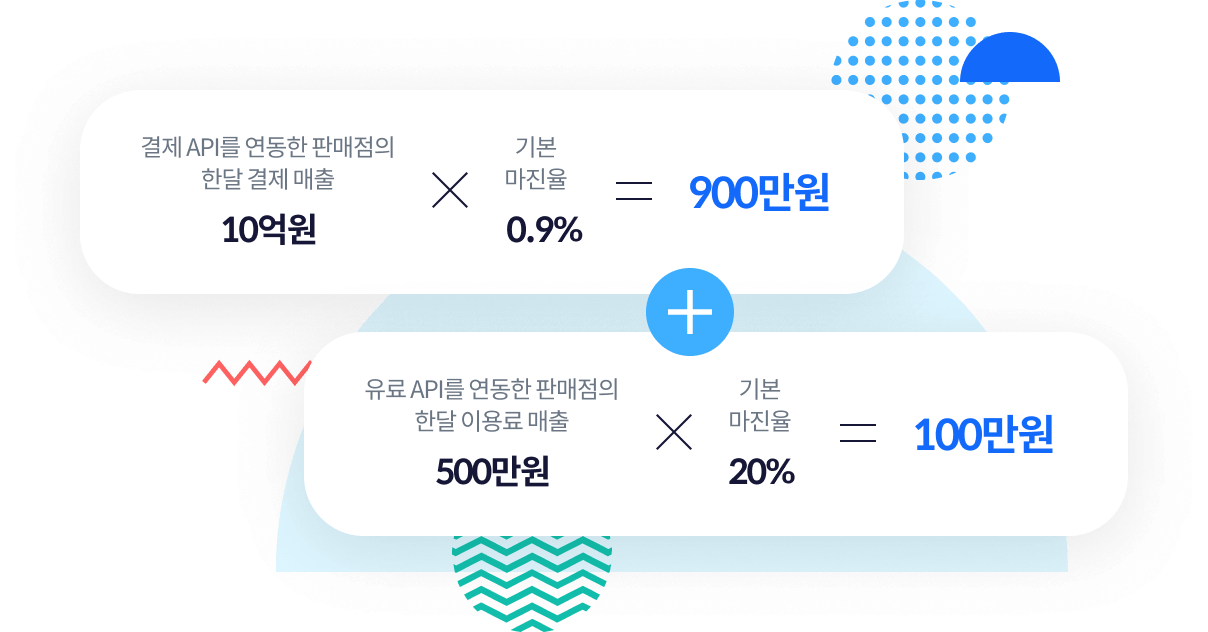 결제 API를 연동한 판매점의
한달 결제 매출
10억원
×
기본
마진율
0.9%
=
900만원
+
유료 API를 연동한 판매점의
한달 이용료 매출
500만원
×
기본
마진율
20%
=
100만원